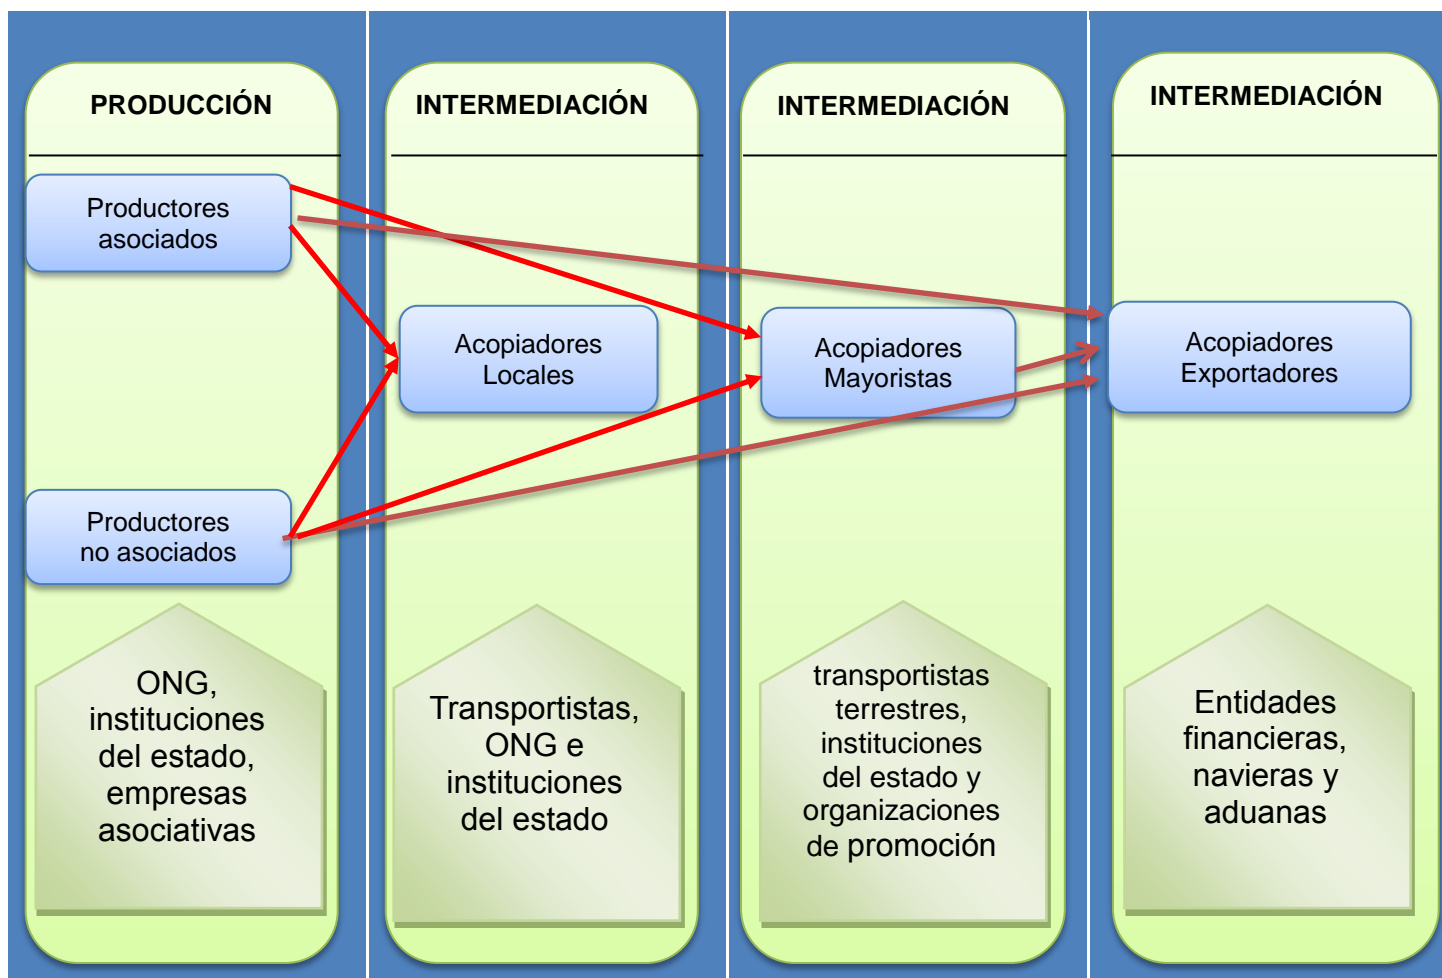 PRODUCCIÓN
Productores
asociados
Productores
no asociados
ONG,
instituciones
del estado,
empresas
asociativas
INTERMEDIACIÓN
Acopiadores
Locales
Transportistas,
ONG e
instituciones
del estado
INTERMEDIACIÓN
Acopiadores
Mayoristas
transportistas
terrestres,
instituciones
del estado y
organizaciones
de promoción
INTERMEDIACIÓN
Acopiadores
Exportadores
Entidades
financieras,
navieras y
aduanas